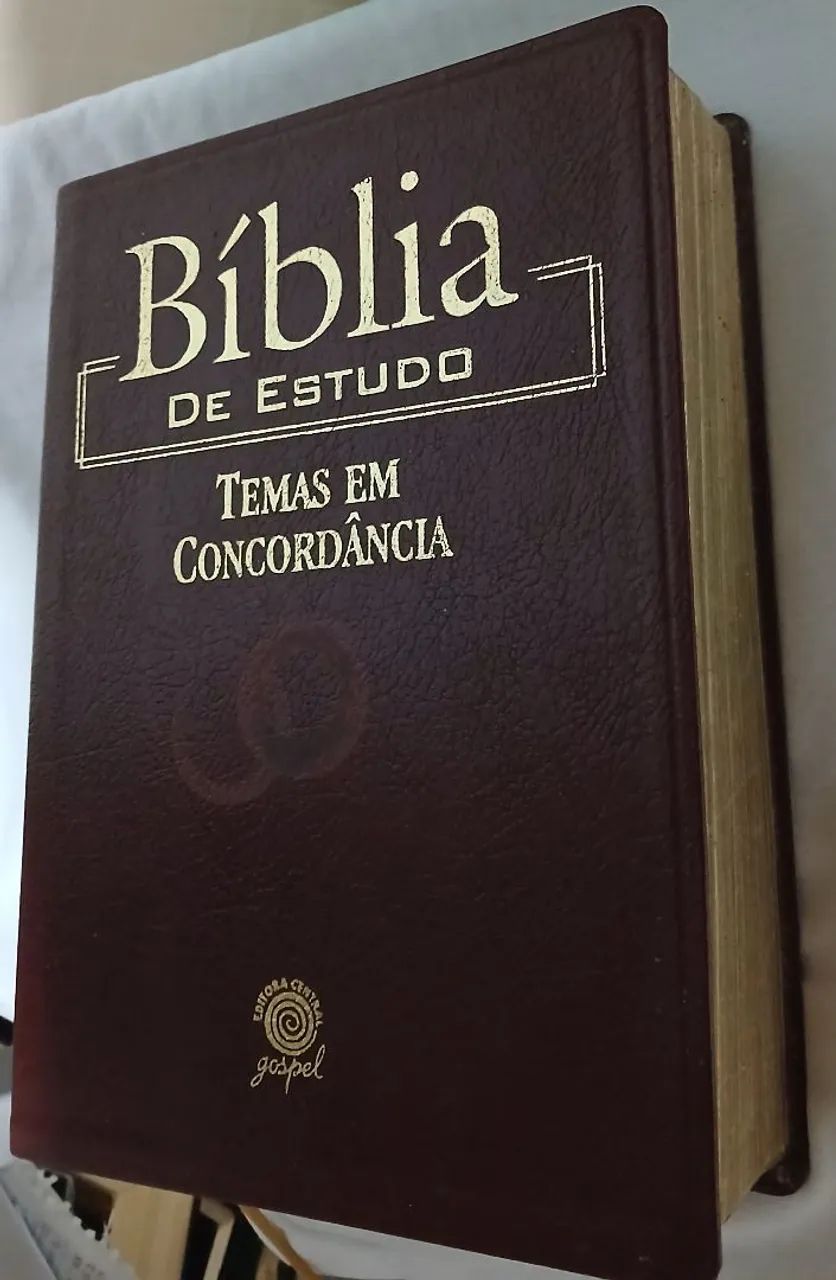 Bíblia
DE ESTUDO
TEMAS EM
CONCORDÂNCIA
EDITORA CENTRAL
gospel